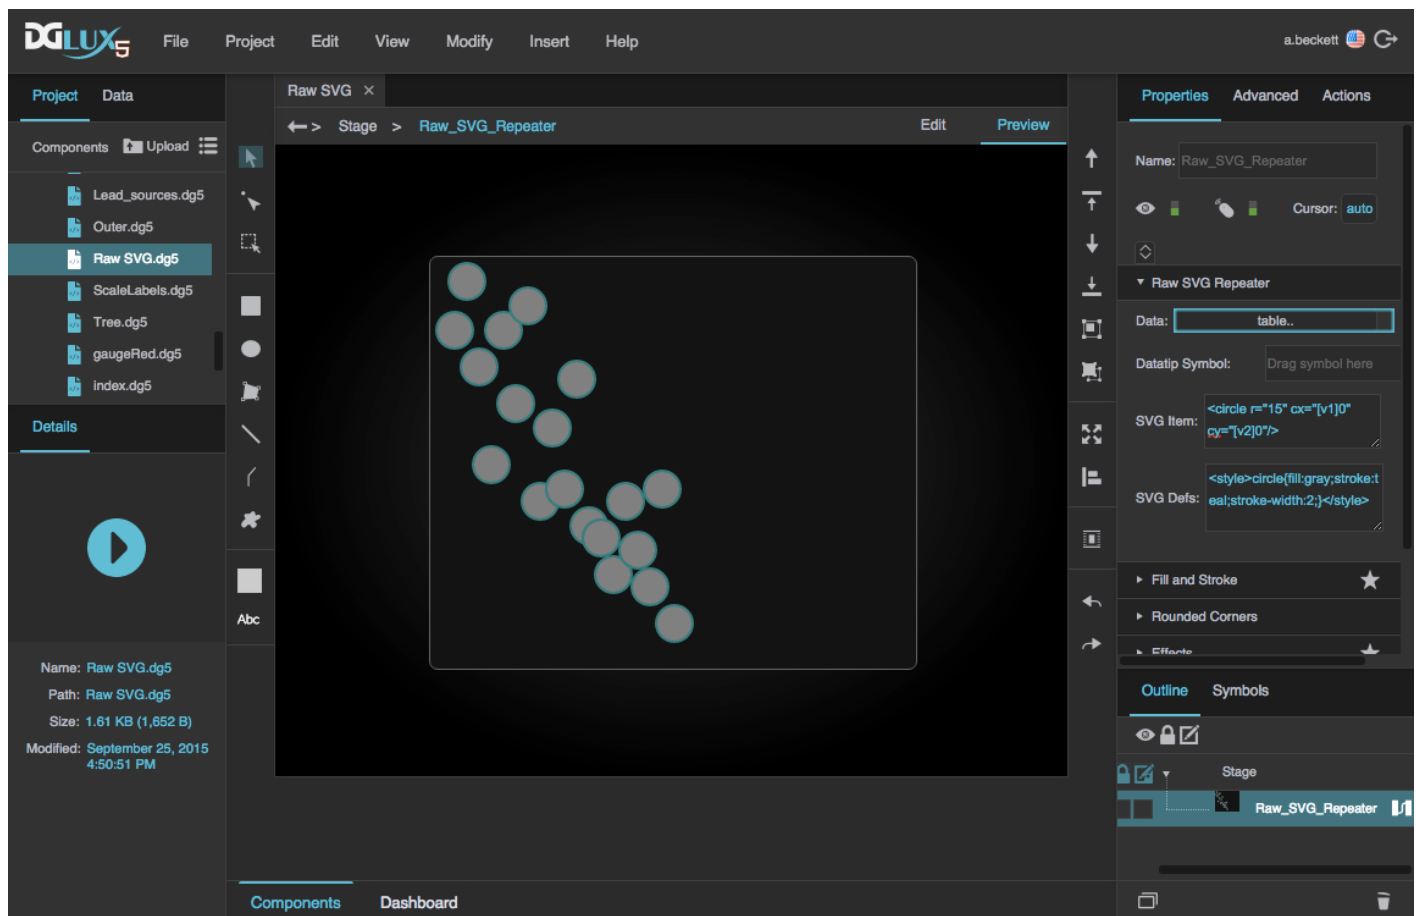 DGLUX5
File Project Edit View Modify Insert Help
a.beckett
Project Data
Components Upload
Lead_sources.dg5
Outer.dg5
Raw SVG.dg5
ScaleLabels.dg5
Tree.dg5
gaugeRed.dg5
index.dg5
Details
Name: Raw SVG.dg5
Path: Raw SVG.dg5
Size: 1.61 KB (1,652 B)
Modified: September 25, 2015
4:50:51 PM
Abc
Raw SVG ×
> Stage > Raw_SVG_Repeater
Edit Preview
Components Dashboard
Properties Advanced Actions
Name: Raw_SVG_Repeater
Cursor: auto
Raw SVG Repeater
Data: table..
Datatip Symbol: Drag symbol here
SVG Item: <circle r="15" cx="[v1]0"
cy="[v2]0"/>
SVG Defs: <style>circle{fill:gray;stroke:t
eal;stroke-width:2;}</style>
Fill and Stroke
Rounded Corners
Effects
Outline Symbols
Stage
Raw_SVG_Repeater